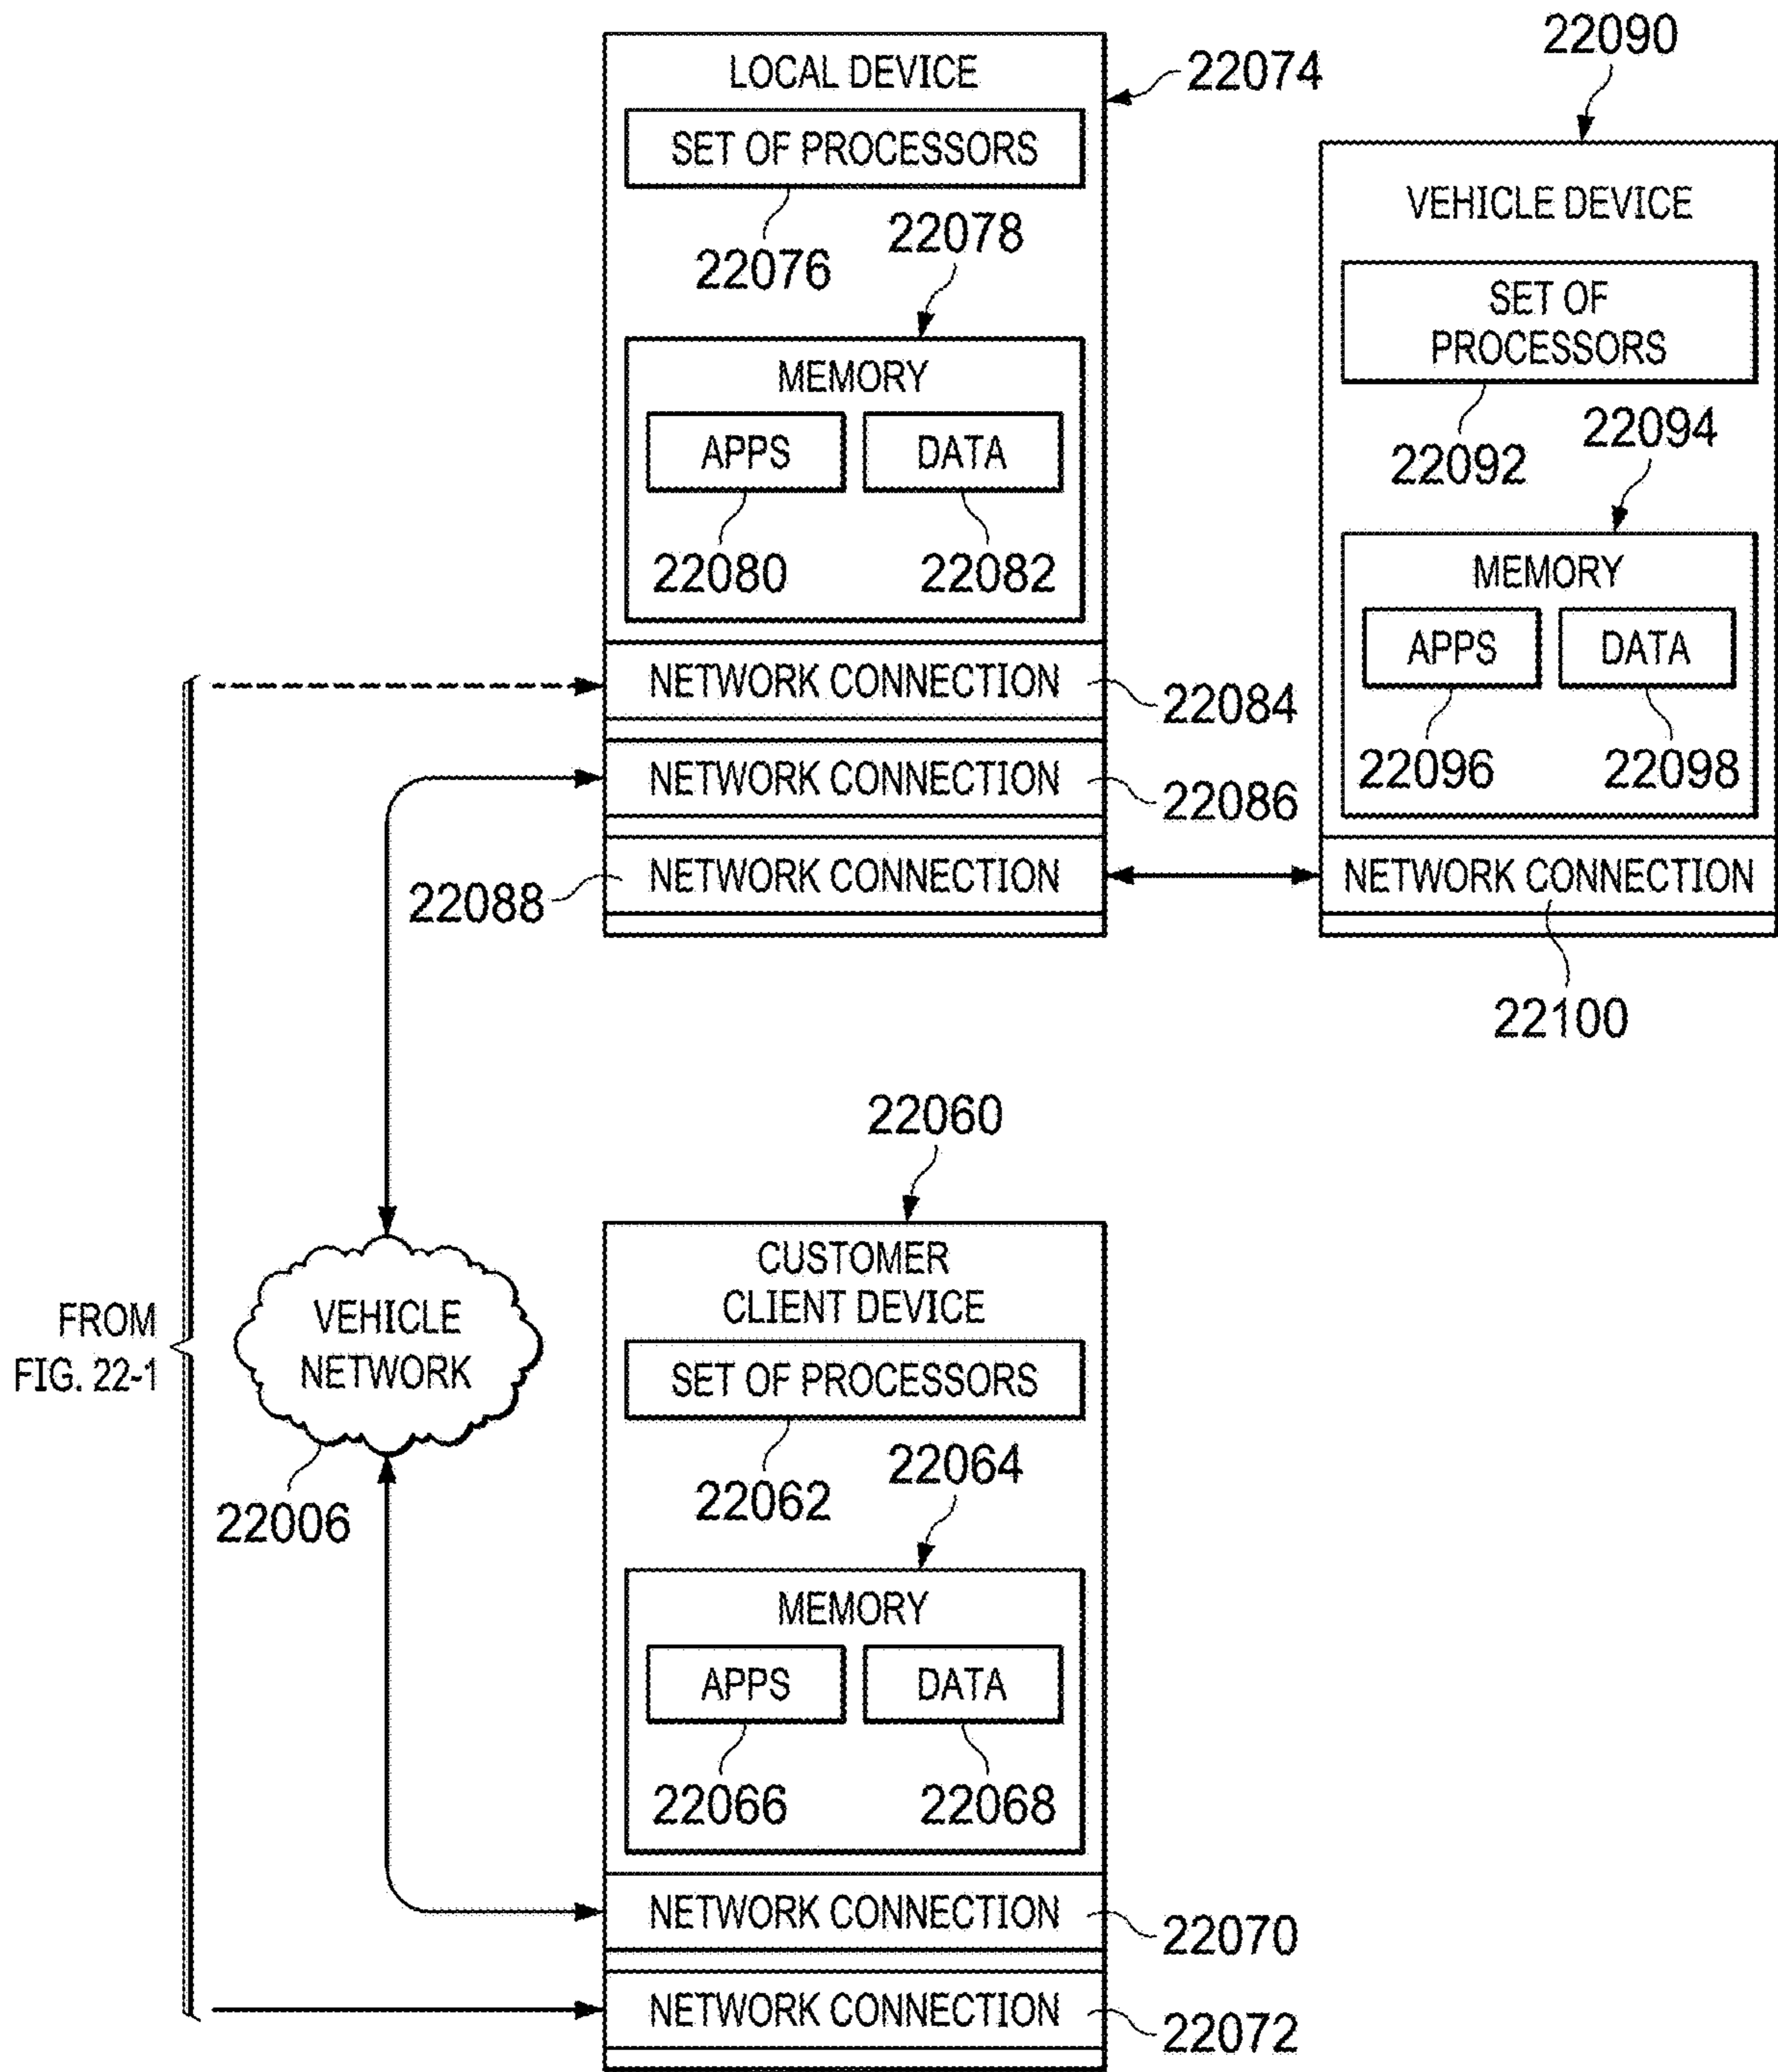 22090
LOCAL DEVICE
22074
SET OF PROCESSORS
VEHICLE DEVICE
22078
22076
SET OF
PROCESSORS
MEMORY
22094
APPS
DATA
22092
22080
22082
MEMORY
APPS
DATA
NETWORK CONNECTION
22084
22096
22098
NETWORK CONNECTION
22086
NETWORK CONNECTION
22088
NETWORK CONNECTION
22100
22060
CUSTOMER
CLIENT DEVICE
FROM
FIG. 22-1
VEHICLE
NETWORK
SET OF PROCESSORS
22064
22062
22006
MEMORY
APPS
DATA
22066
22068
NETWORK CONNECTION
22070
NETWORK CONNECTION
22072